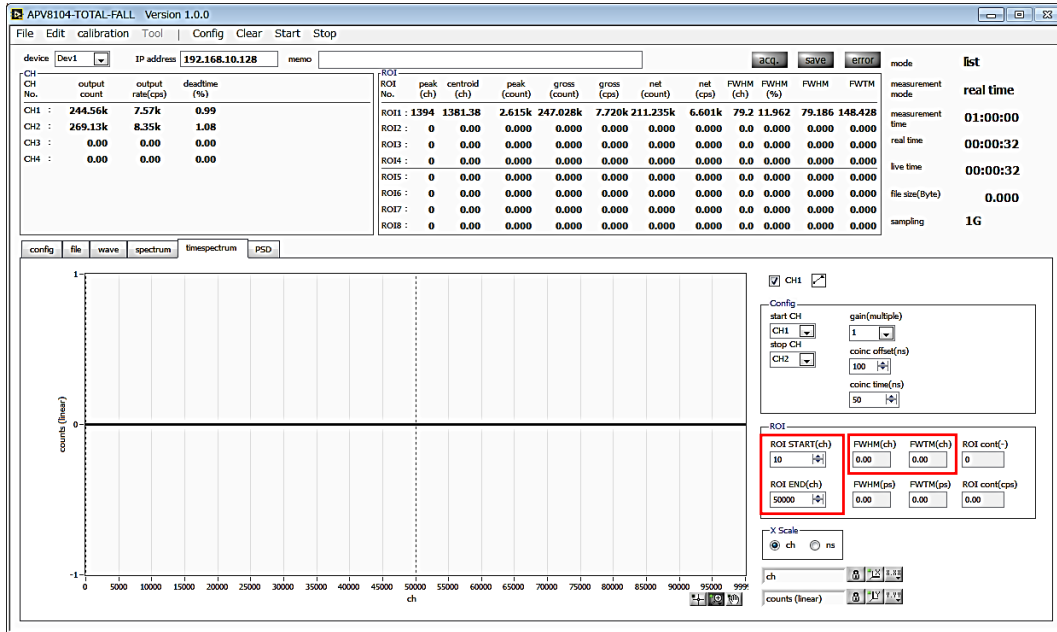 APV8104-TOTAL-FALL Version 1.0.0
File Edit calibration Tool | Config Clear Start Stop
device Dev1 IP address 192.168.10.128 memo acq. save error
mode list
measurement mode real time
measurement time 01:00:00
real time 00:00:32
live time 00:00:32
file size(Byte) 0.000
sampling 1G
CH
CH No. output count output rate(cps) deadtime (%)
CH1 : 244.56k 7.57k 0.99
CH2 : 269.13k 8.35k 1.08
CH3 : 0.00 0.00 0.00
CH4 : 0.00 0.00 0.00
ROI
ROI No. peak (ch) centroid (ch) peak (count) gross (count) gross (cps) net (count) net (cps) FWHM (ch) FWHM (%) FWHM FWTM
ROI1 : 1394 1381.38 2.615k 247.028k 7.720k 211.235k 6.601k 79.2 11.962 79.186 148.428
ROI2 : 0 0.00 0.000 0.000 0.000 0.000 0.000 0.0 0.000 0.000 0.000
ROI3 : 0 0.00 0.000 0.000 0.000 0.000 0.000 0.0 0.000 0.000 0.000
ROI4 : 0 0.00 0.000 0.000 0.000 0.000 0.000 0.0 0.000 0.000 0.000
ROI5 : 0 0.00 0.000 0.000 0.000 0.000 0.000 0.0 0.000 0.000 0.000
ROI6 : 0 0.00 0.000 0.000 0.000 0.000 0.000 0.0 0.000 0.000 0.000
ROI7 : 0 0.00 0.000 0.000 0.000 0.000 0.000 0.0 0.000 0.000 0.000
ROI8 : 0 0.00 0.000 0.000 0.000 0.000 0.000 0.0 0.000 0.000 0.000
config file wave spectrum timespectrum PSD
1
0
-1
counts (linear)
0 5000 10000 15000 20000 25000 30000 35000 40000 45000 50000 55000 60000 65000 70000 75000 80000 85000 90000 95000 999
ch
CH1
Config
start CH gain(multiple)
CH1 1
stop CH coinc offset(ns)
CH2 100
coinc time(ns)
50
ROI
ROI START(ch) FWHM(ch) FWTM(ch) ROI cont(-)
10 0.00 0.00 0
ROI END(ch) FWHM(ps) FWTM(ps) ROI cont(cps)
50000 0.00 0.00 0.00
X Scale
ch ns
ch
counts (linear)